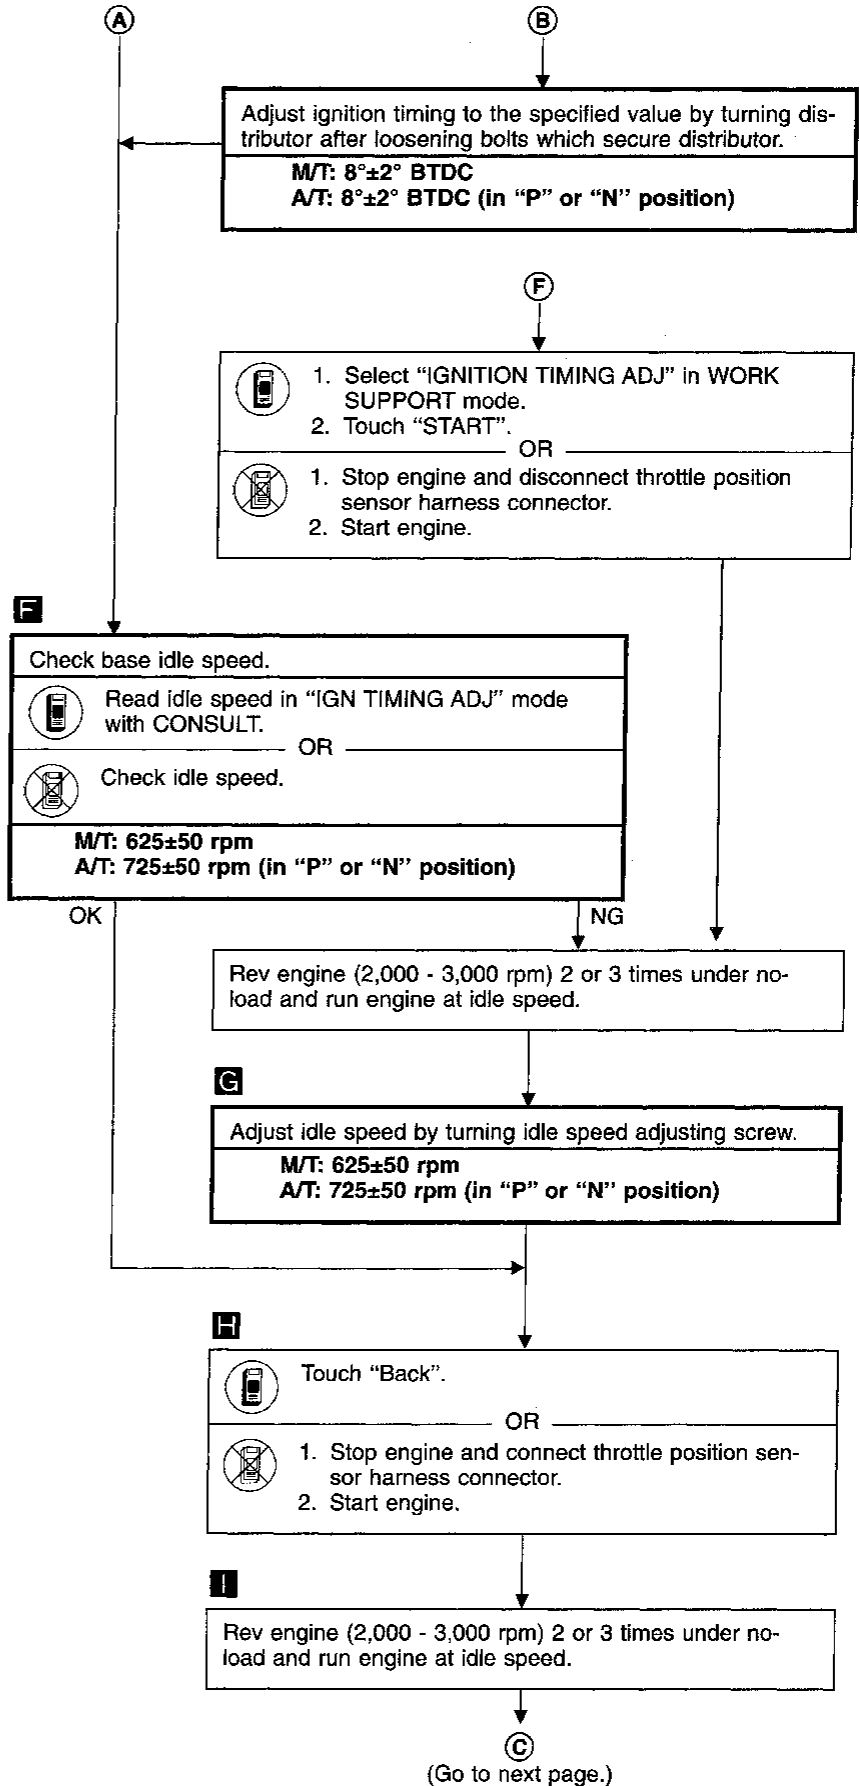 A
B
Adjust ignition timing to the specified value by turning dis-
tributor after loosening bolts which secure distributor.
M/T: 8°±2° BTDC
A/T: 8°±2° BTDC (in “P” or “N” position)
F
1. Select “IGNITION TIMING ADJ” in WORK
SUPPORT mode.
2. Touch “START”.
OR
1. Stop engine and disconnect throttle position
sensor harness connector.
2. Start engine.
F
Check base idle speed.
Read idle speed in “IGN TIMING ADJ” mode
with CONSULT.
OR
Check idle speed.
M/T: 625±50 rpm
A/T: 725±50 rpm (in “P” or “N” position)
OK
NG
Rev engine (2,000 - 3,000 rpm) 2 or 3 times under no-
load and run engine at idle speed.
G
Adjust idle speed by turning idle speed adjusting screw.
M/T: 625±50 rpm
A/T: 725±50 rpm (in “P” or “N” position)
H
Touch “Back”.
OR
1. Stop engine and connect throttle position sen-
sor harness connector.
2. Start engine.
I
Rev engine (2,000 - 3,000 rpm) 2 or 3 times under no-
load and run engine at idle speed.
C
(Go to next page.)